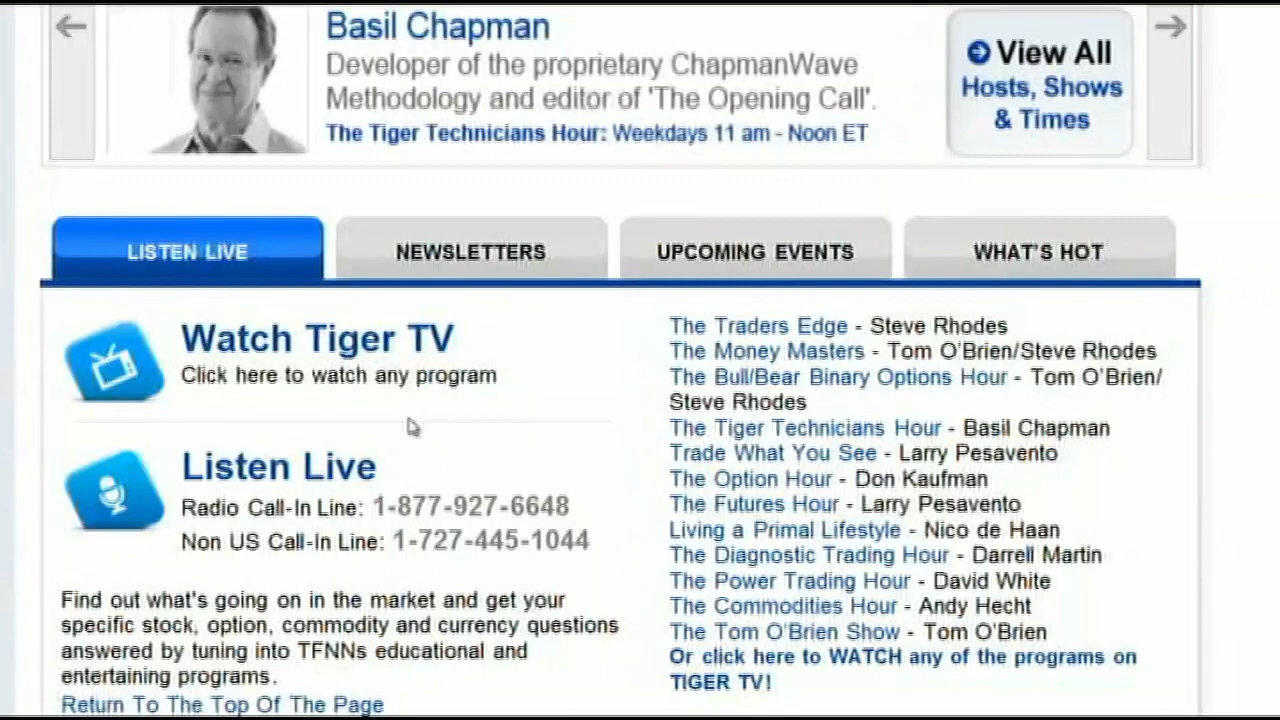 Basil Chapman
Developer of the proprietary ChapmanWave
Methodology and editor of 'The Opening Call'.
The Tiger Technicians Hour: Weekdays 11 am - Noon ET
View All
Hosts, Shows
& Times
LISTEN LIVE
NEWSLETTERS
UPCOMING EVENTS
WHAT'S HOT
Watch Tiger TV
Click here to watch any program
Listen Live
Radio Call-In Line: 1-877-927-6648
Non US Call-In Line: 1-727-445-1044
Find out what's going on in the market and get your
specific stock, option, commodity and currency questions
answered by tuning into TFNNs educational and
entertaining programs.
Return To The Top Of The Page
The Traders Edge - Steve Rhodes
The Money Masters - Tom O'Brien/Steve Rhodes
The Bull/Bear Binary Options Hour - Tom O'Brien/
Steve Rhodes
The Tiger Technicians Hour - Basil Chapman
Trade What You See - Larry Pesavento
The Option Hour - Don Kaufman
The Futures Hour - Larry Pesavento
Living a Primal Lifestyle - Nico de Haan
The Diagnostic Trading Hour - Darrell Martin
The Power Trading Hour - David White
The Commodities Hour - Andy Hecht
The Tom O'Brien Show - Tom O'Brien
Or click here to WATCH any of the programs on
TIGER TV!